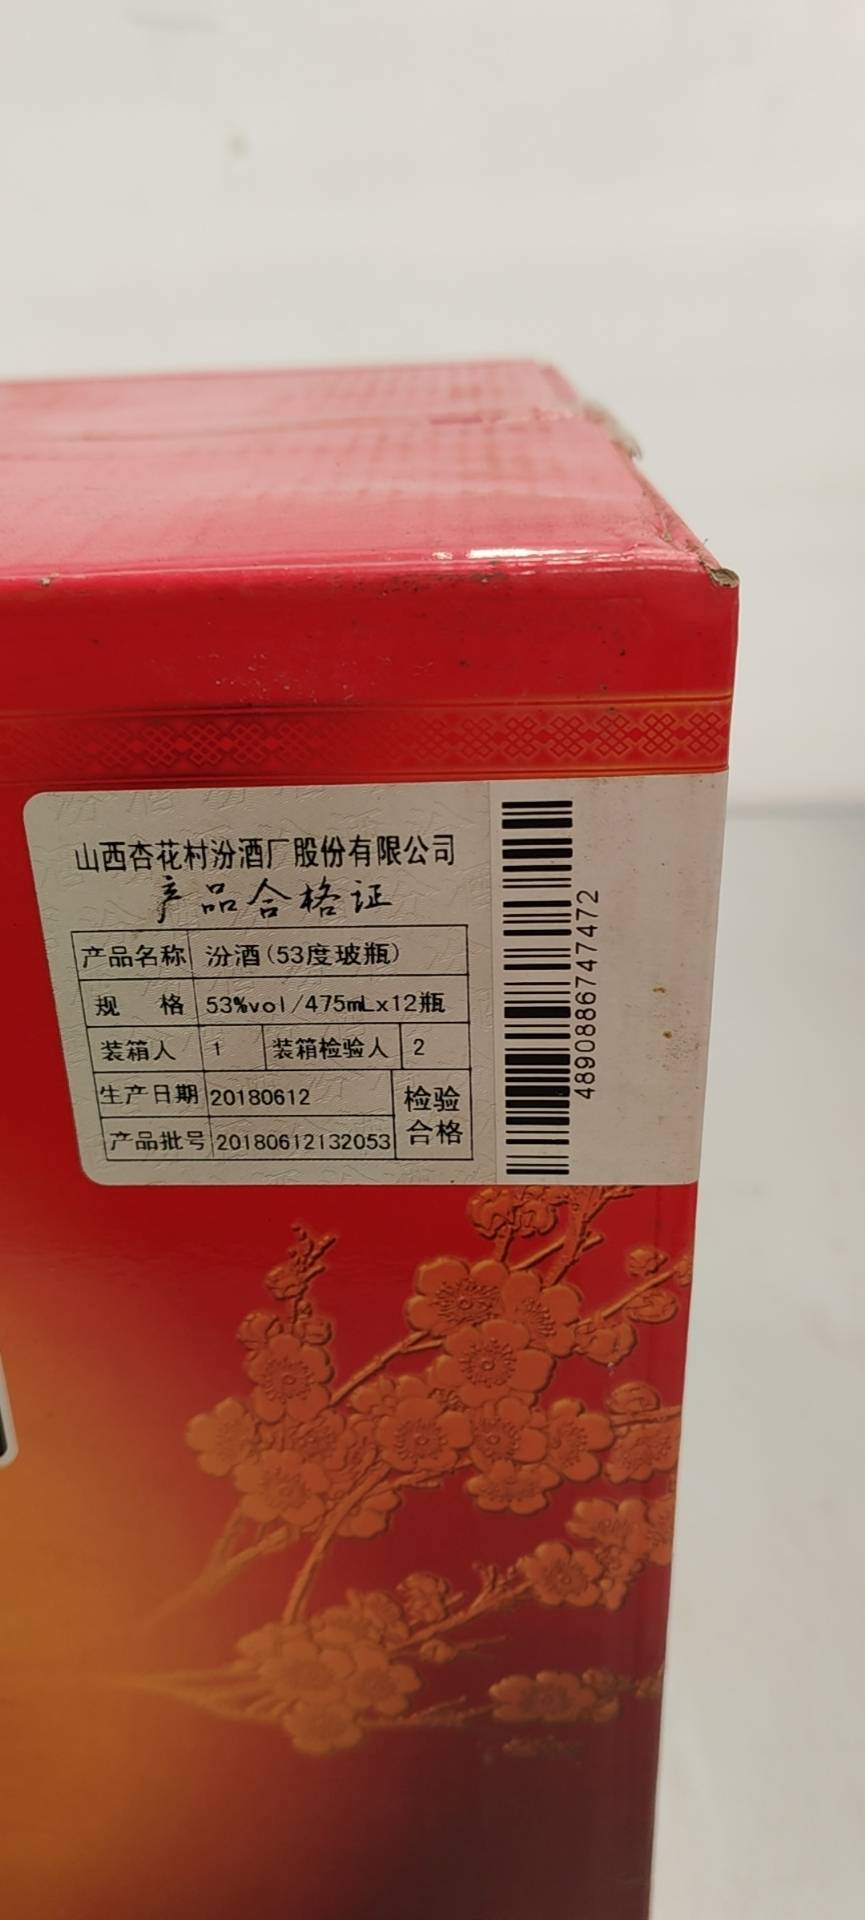 山西杏花村汾酒厂股份有限公司
产品合格证
产品名称 汾酒(53度玻瓶)
规 格 53%vol/475mLx12瓶
装箱人 1 装箱检验人 2
生产日期 20180612 检验
产品批号 20180612132053 合格
4890886747472